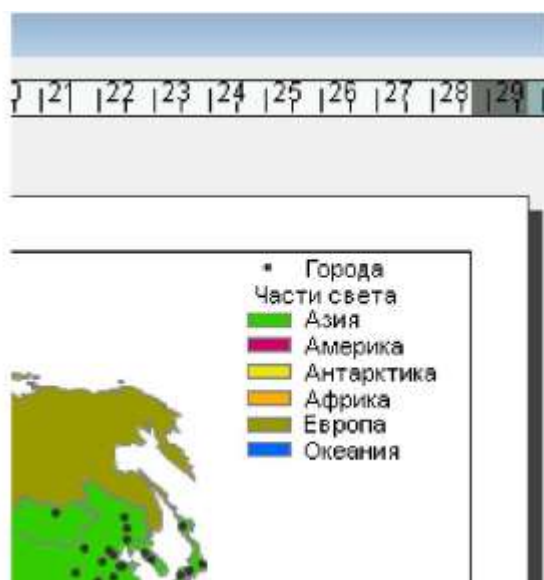 21 22 23 24 25 26 27 28 29
Города
Части света
Азия
Америка
Антарктика
Африка
Европа
Океания